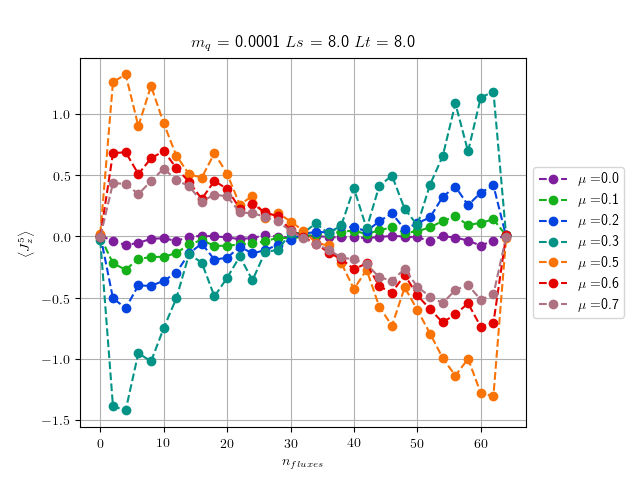 m_q = 0.0001 Ls = 8.0 Lt = 8.0
1.0
0.5
0.0
−0.5
−1.0
−1.5
⟨J_z^5⟩
0 10 20 30 40 50 60
n_fluxes
μ =0.0
μ =0.1
μ =0.2
μ =0.3
μ =0.5
μ =0.6
μ =0.7